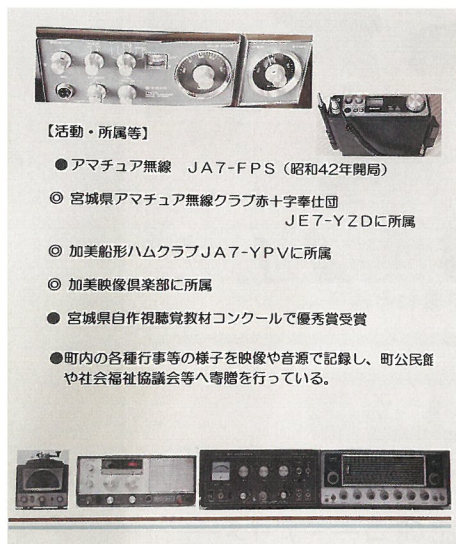 【活動・所属等】
●アマチュア無線 JA7-FPS(昭和42年開局)
◎ 宮城県アマチュア無線クラブ赤十字奉仕団
JE7-YZDに所属
◎ 加美船形ハムクラブJA7-YPVに所属
◎ 加美映像倶楽部に所属
● 宮城県自作視聴覚教材コンクールで優秀賞受賞
●町内の各種行事等の様子を映像や音源で記録し、町公民館
や社会福祉協議会等へ寄贈を行っている。